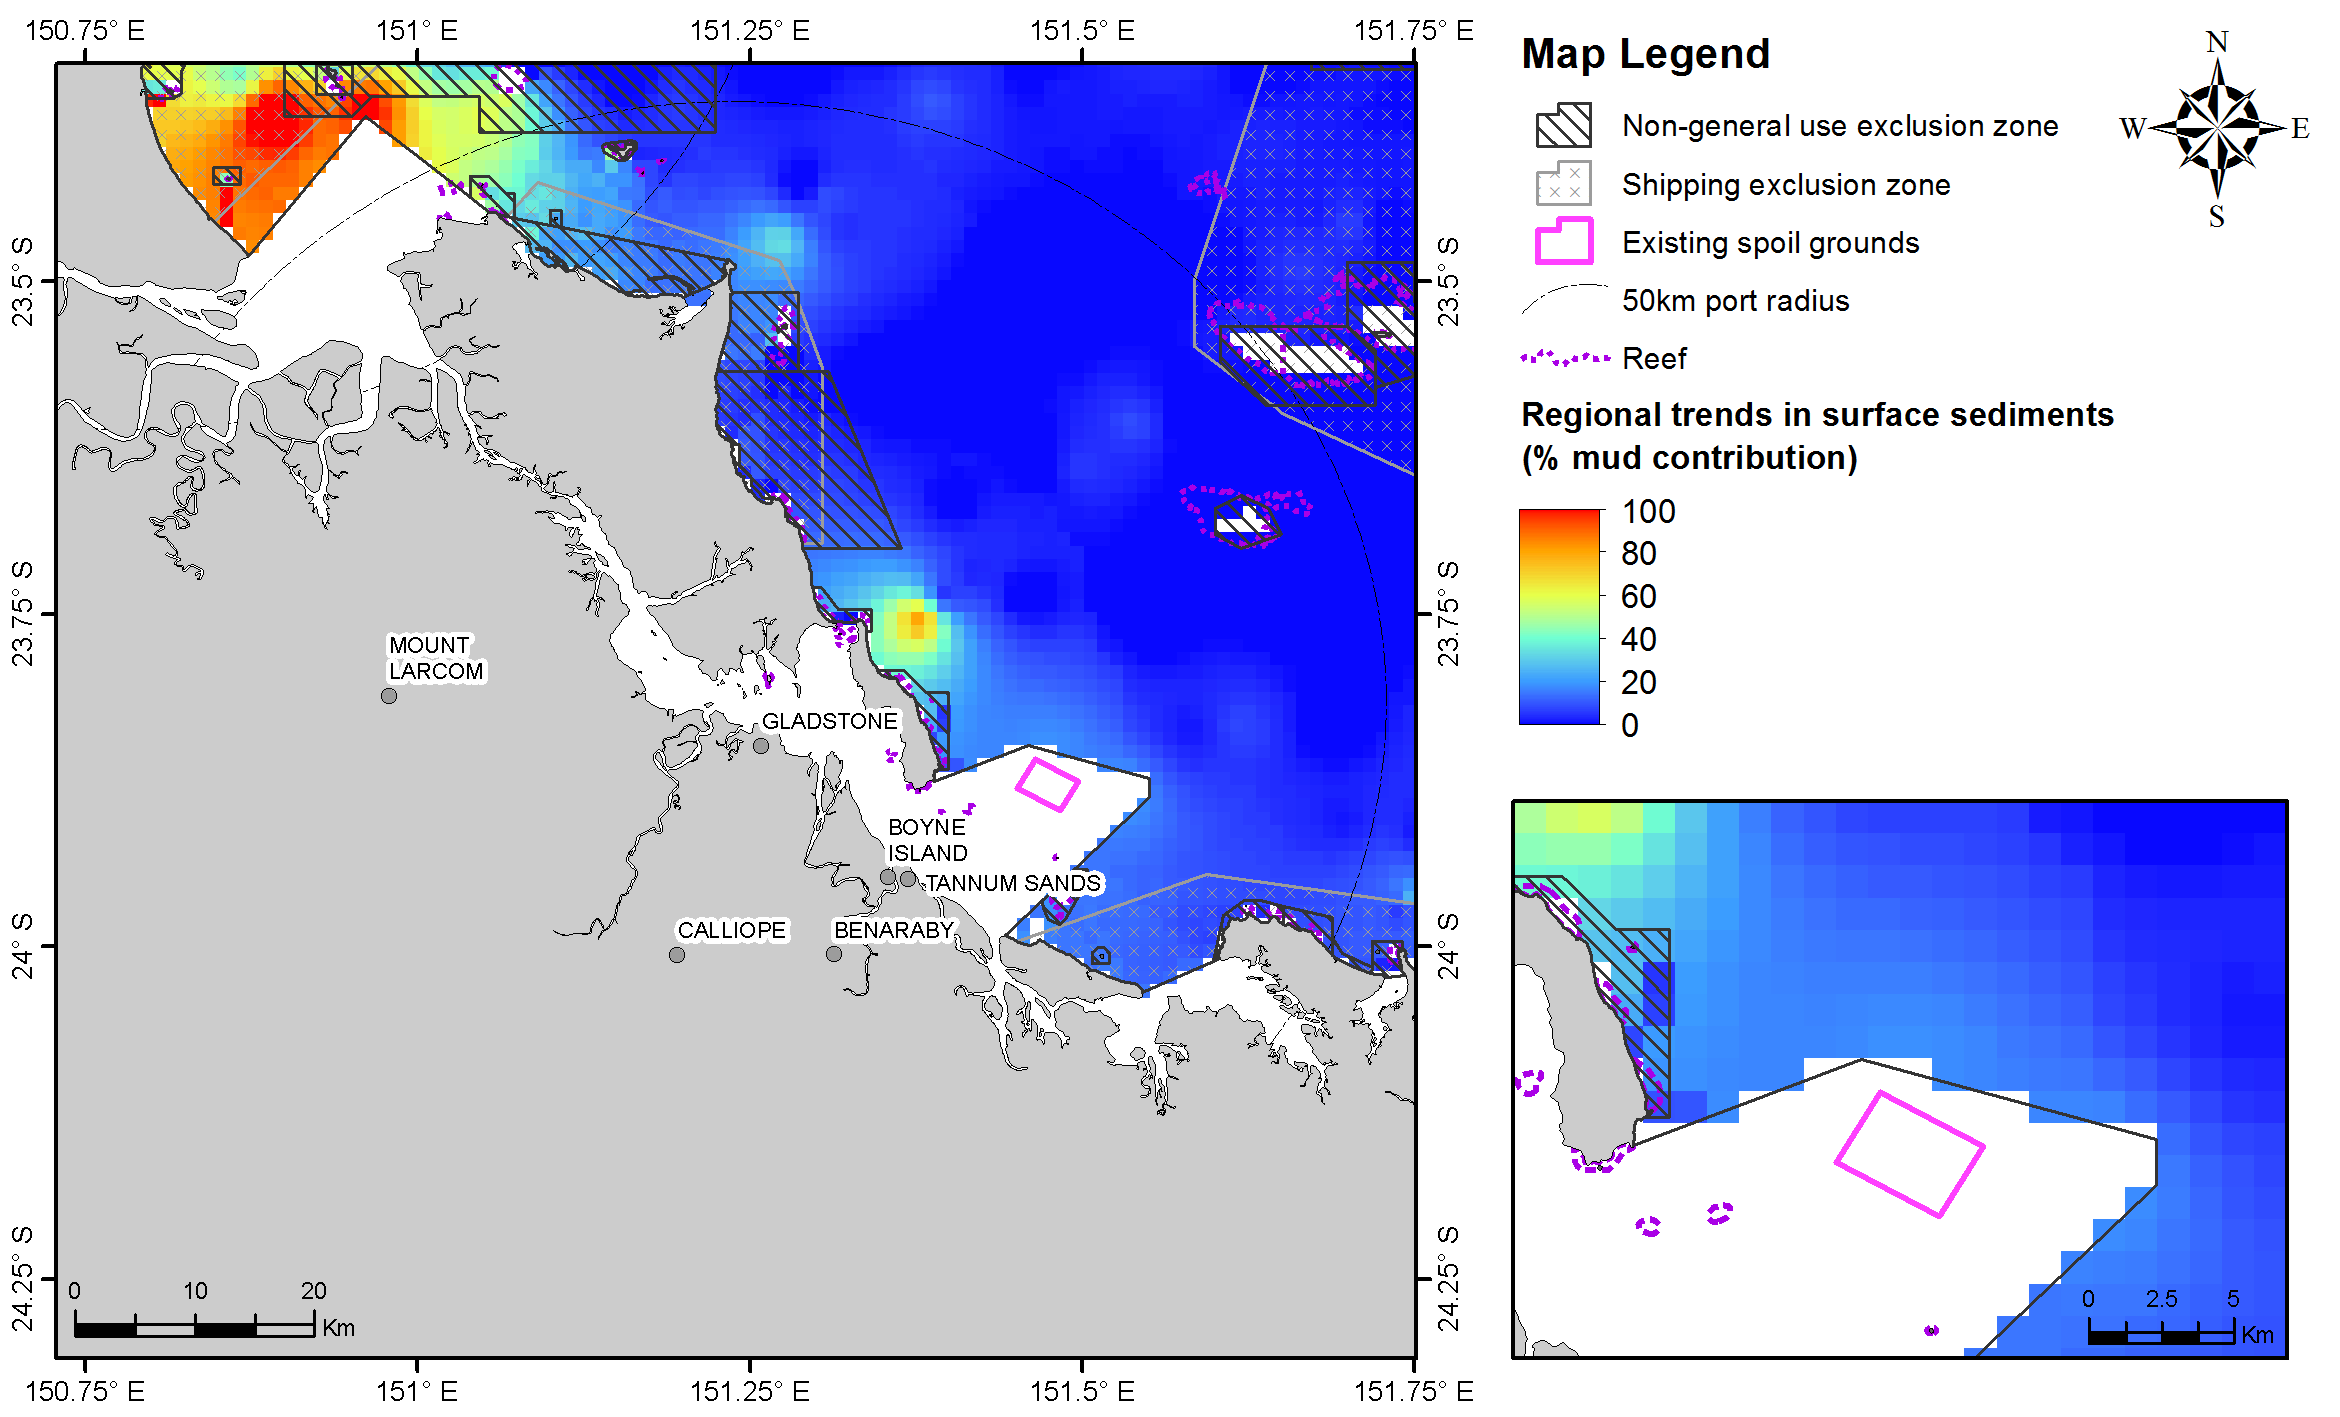 150.75° E
151° E
151.25° E
151.5° E
151.75° E
23.5° S
23.75° S
24° S
24.25° S
23.5° S
23.75° S
24° S
24.25° S
MOUNT
LARCOM
GLADSTONE
BOYNE
ISLAND
TANNUM SANDS
CALLIOPE
BENARABY
0 10 20
Km
150.75° E
151° E
151.25° E
151.5° E
151.75° E
Map Legend
Non-general use exclusion zone
Shipping exclusion zone
Existing spoil grounds
50km port radius
Reef
Regional trends in surface sediments
(% mud contribution)
100
80
60
40
20
0
N
W
E
S
0 2.5 5
Km